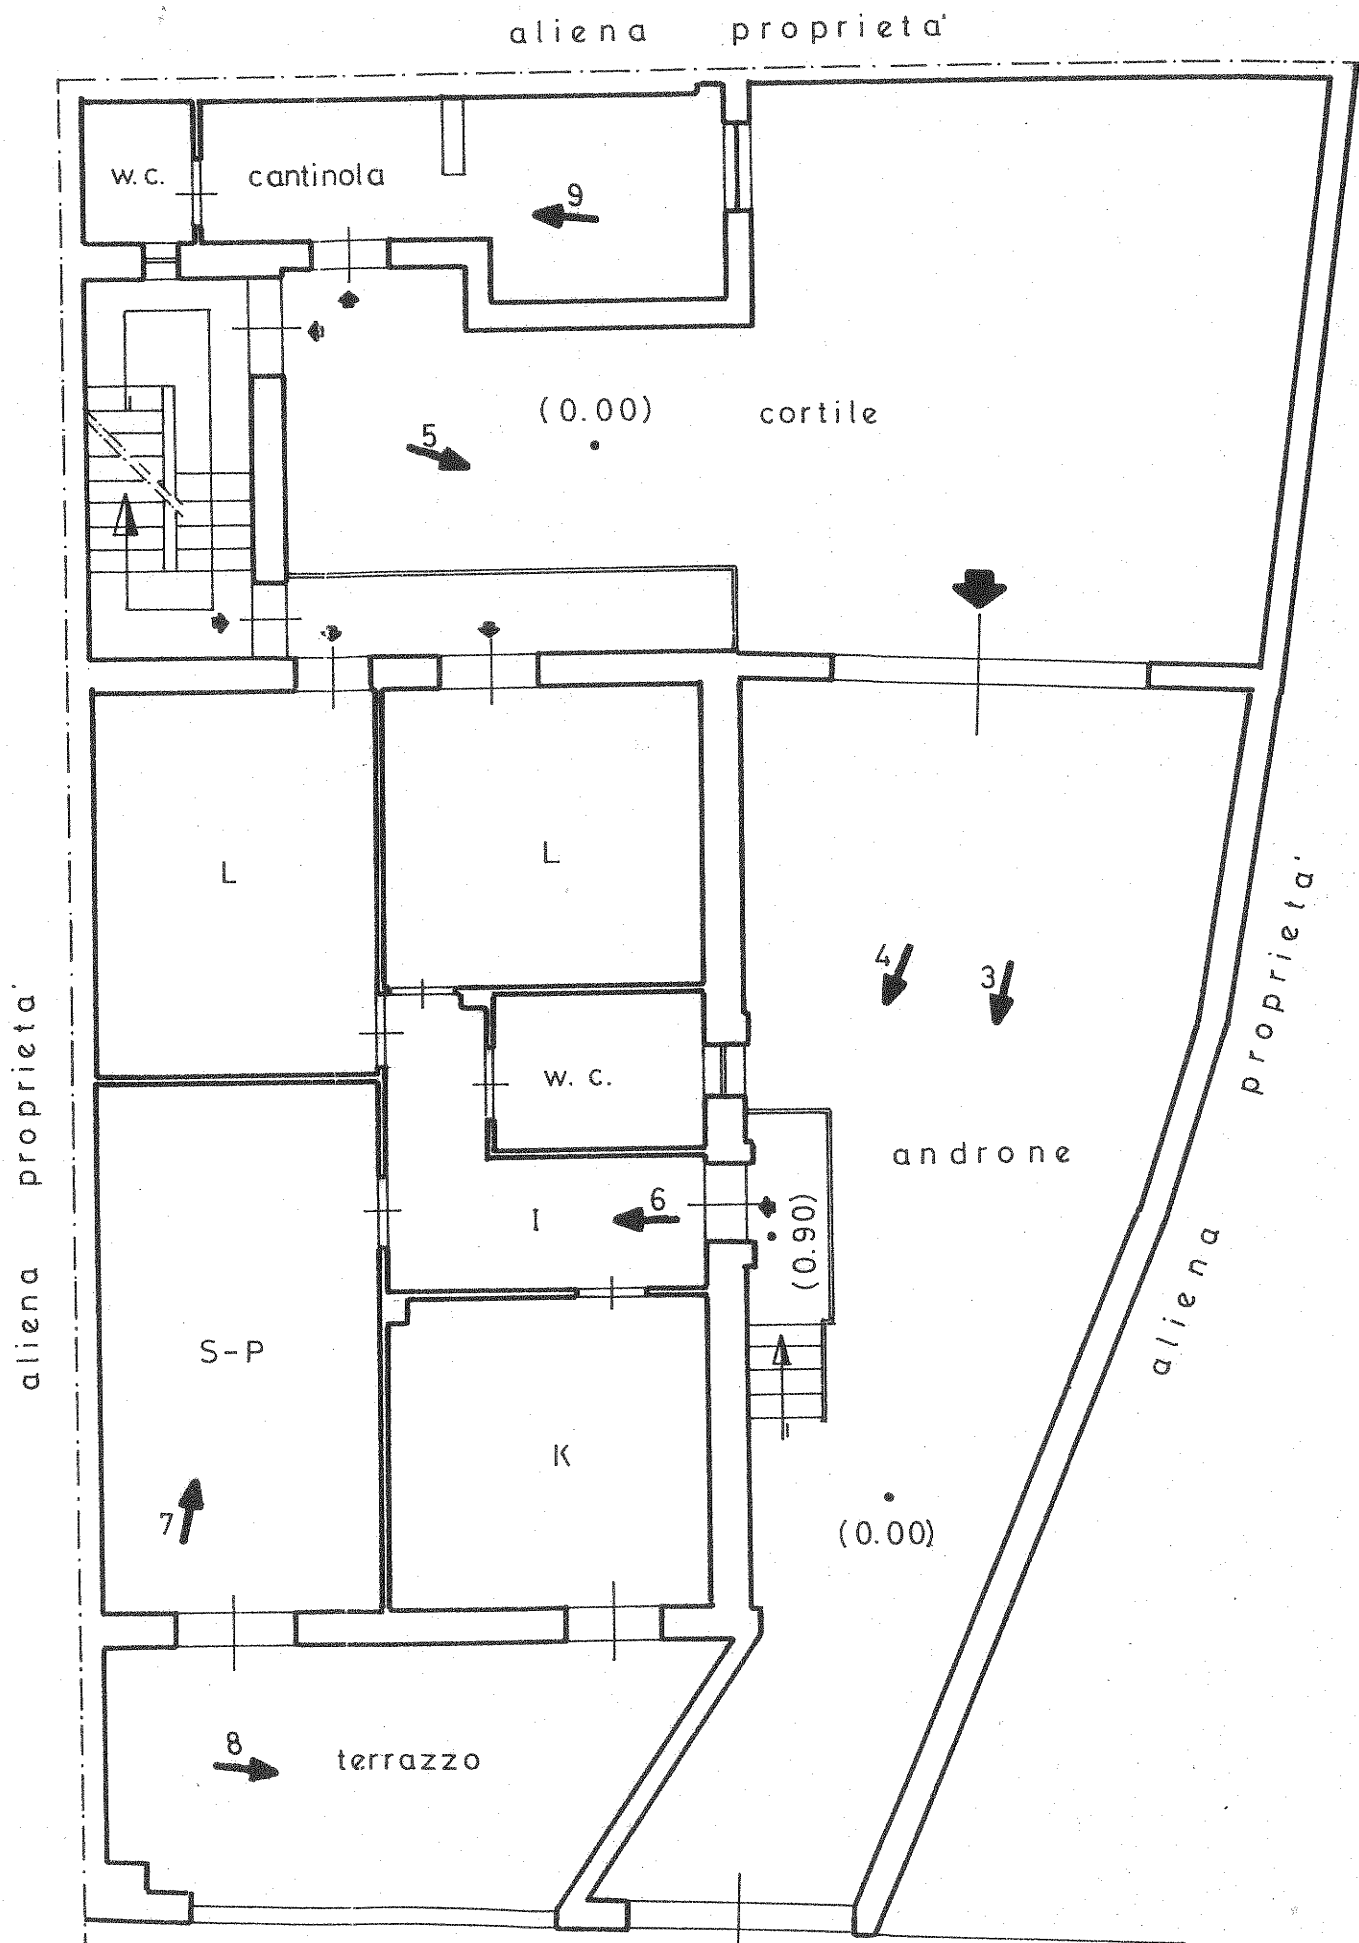 aliena proprieta'
w.c.
cantinola
9
(0.00)
cortile
5
L
L
4
3
aliena proprieta'
w. c.
androne
6
I
(0.90)
aliena proprieta'
S-P
K
7
(0.00)
8
terrazzo